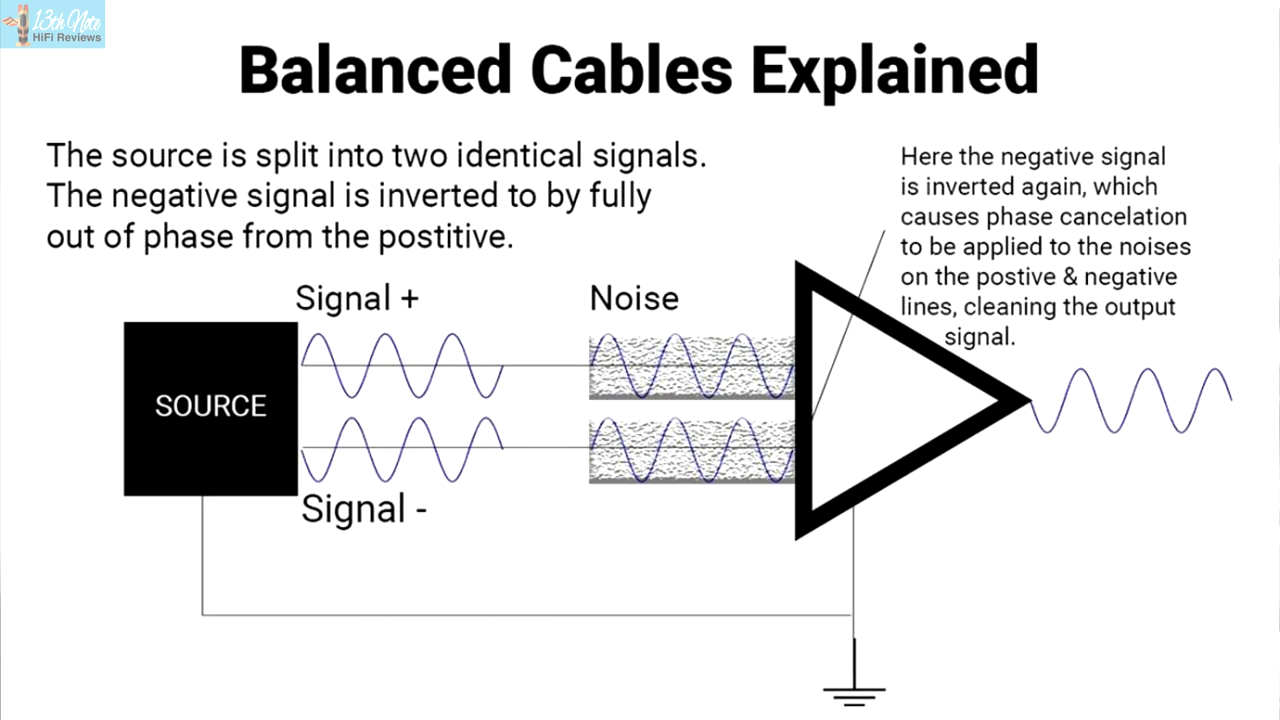 13th Note
HiFi Reviews
Balanced Cables Explained
The source is split into two identical signals.
The negative signal is inverted to by fully
out of phase from the postitive.
Here the negative signal
is inverted again, which
causes phase cancelation
to be applied to the noises
on the postive & negative
lines, cleaning the output
signal.
Signal +
Noise
SOURCE
Signal -